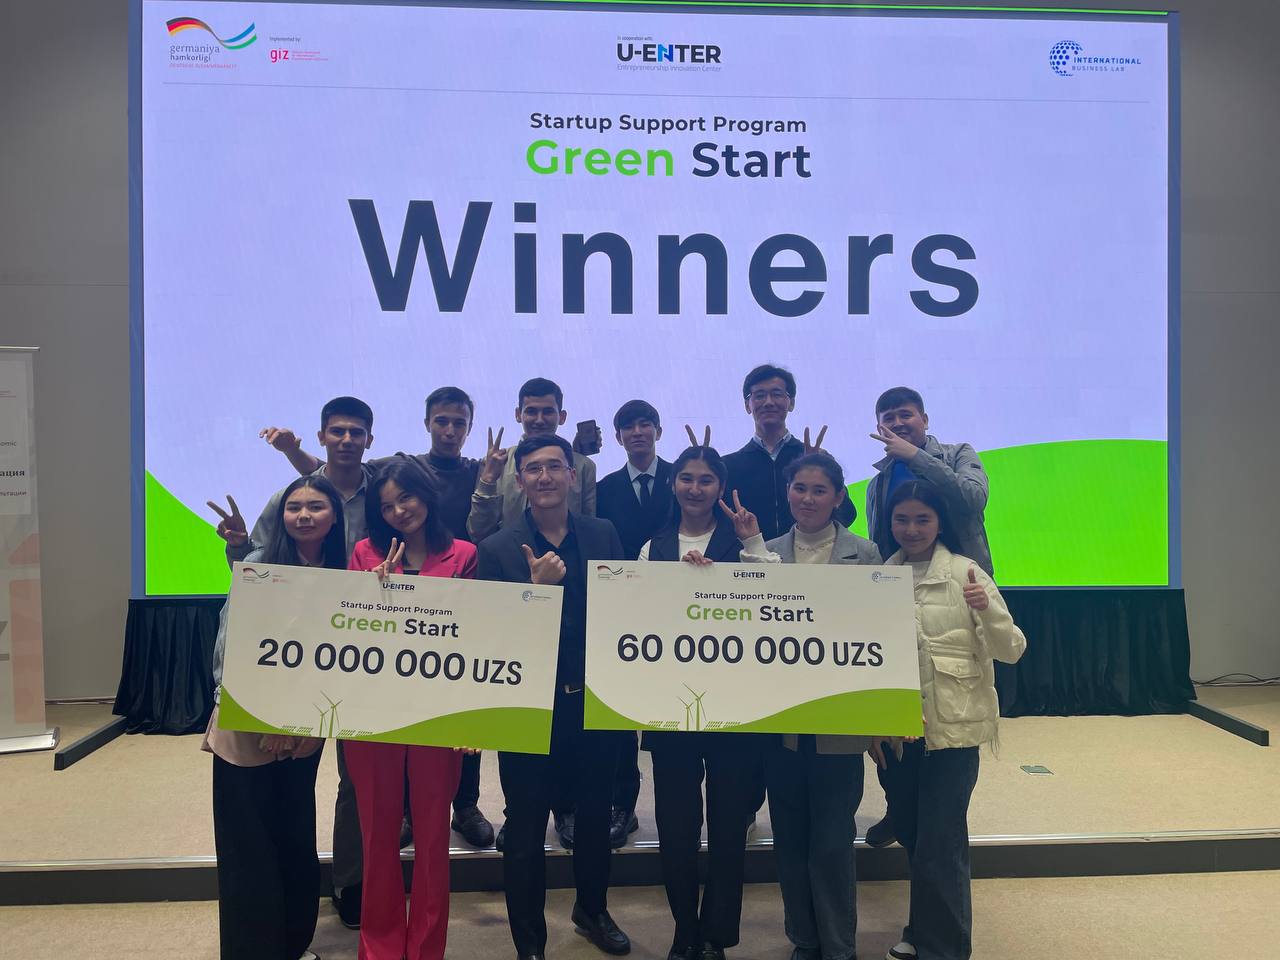 germaniya
hamkorligi
DEUTSCHE ZUSAMMENARBEIT
Implemented by:
giz
In cooperation with:
U-ENTER
Entrepreneurship Innovation Center
INTERNATIONAL
BUSINESS LAB
Startup Support Program
Green Start
Winners
U-ENTER
Startup Support Program
Green Start
20 000 000 UZS
U-ENTER
Startup Support Program
Green Start
60 000 000 UZS